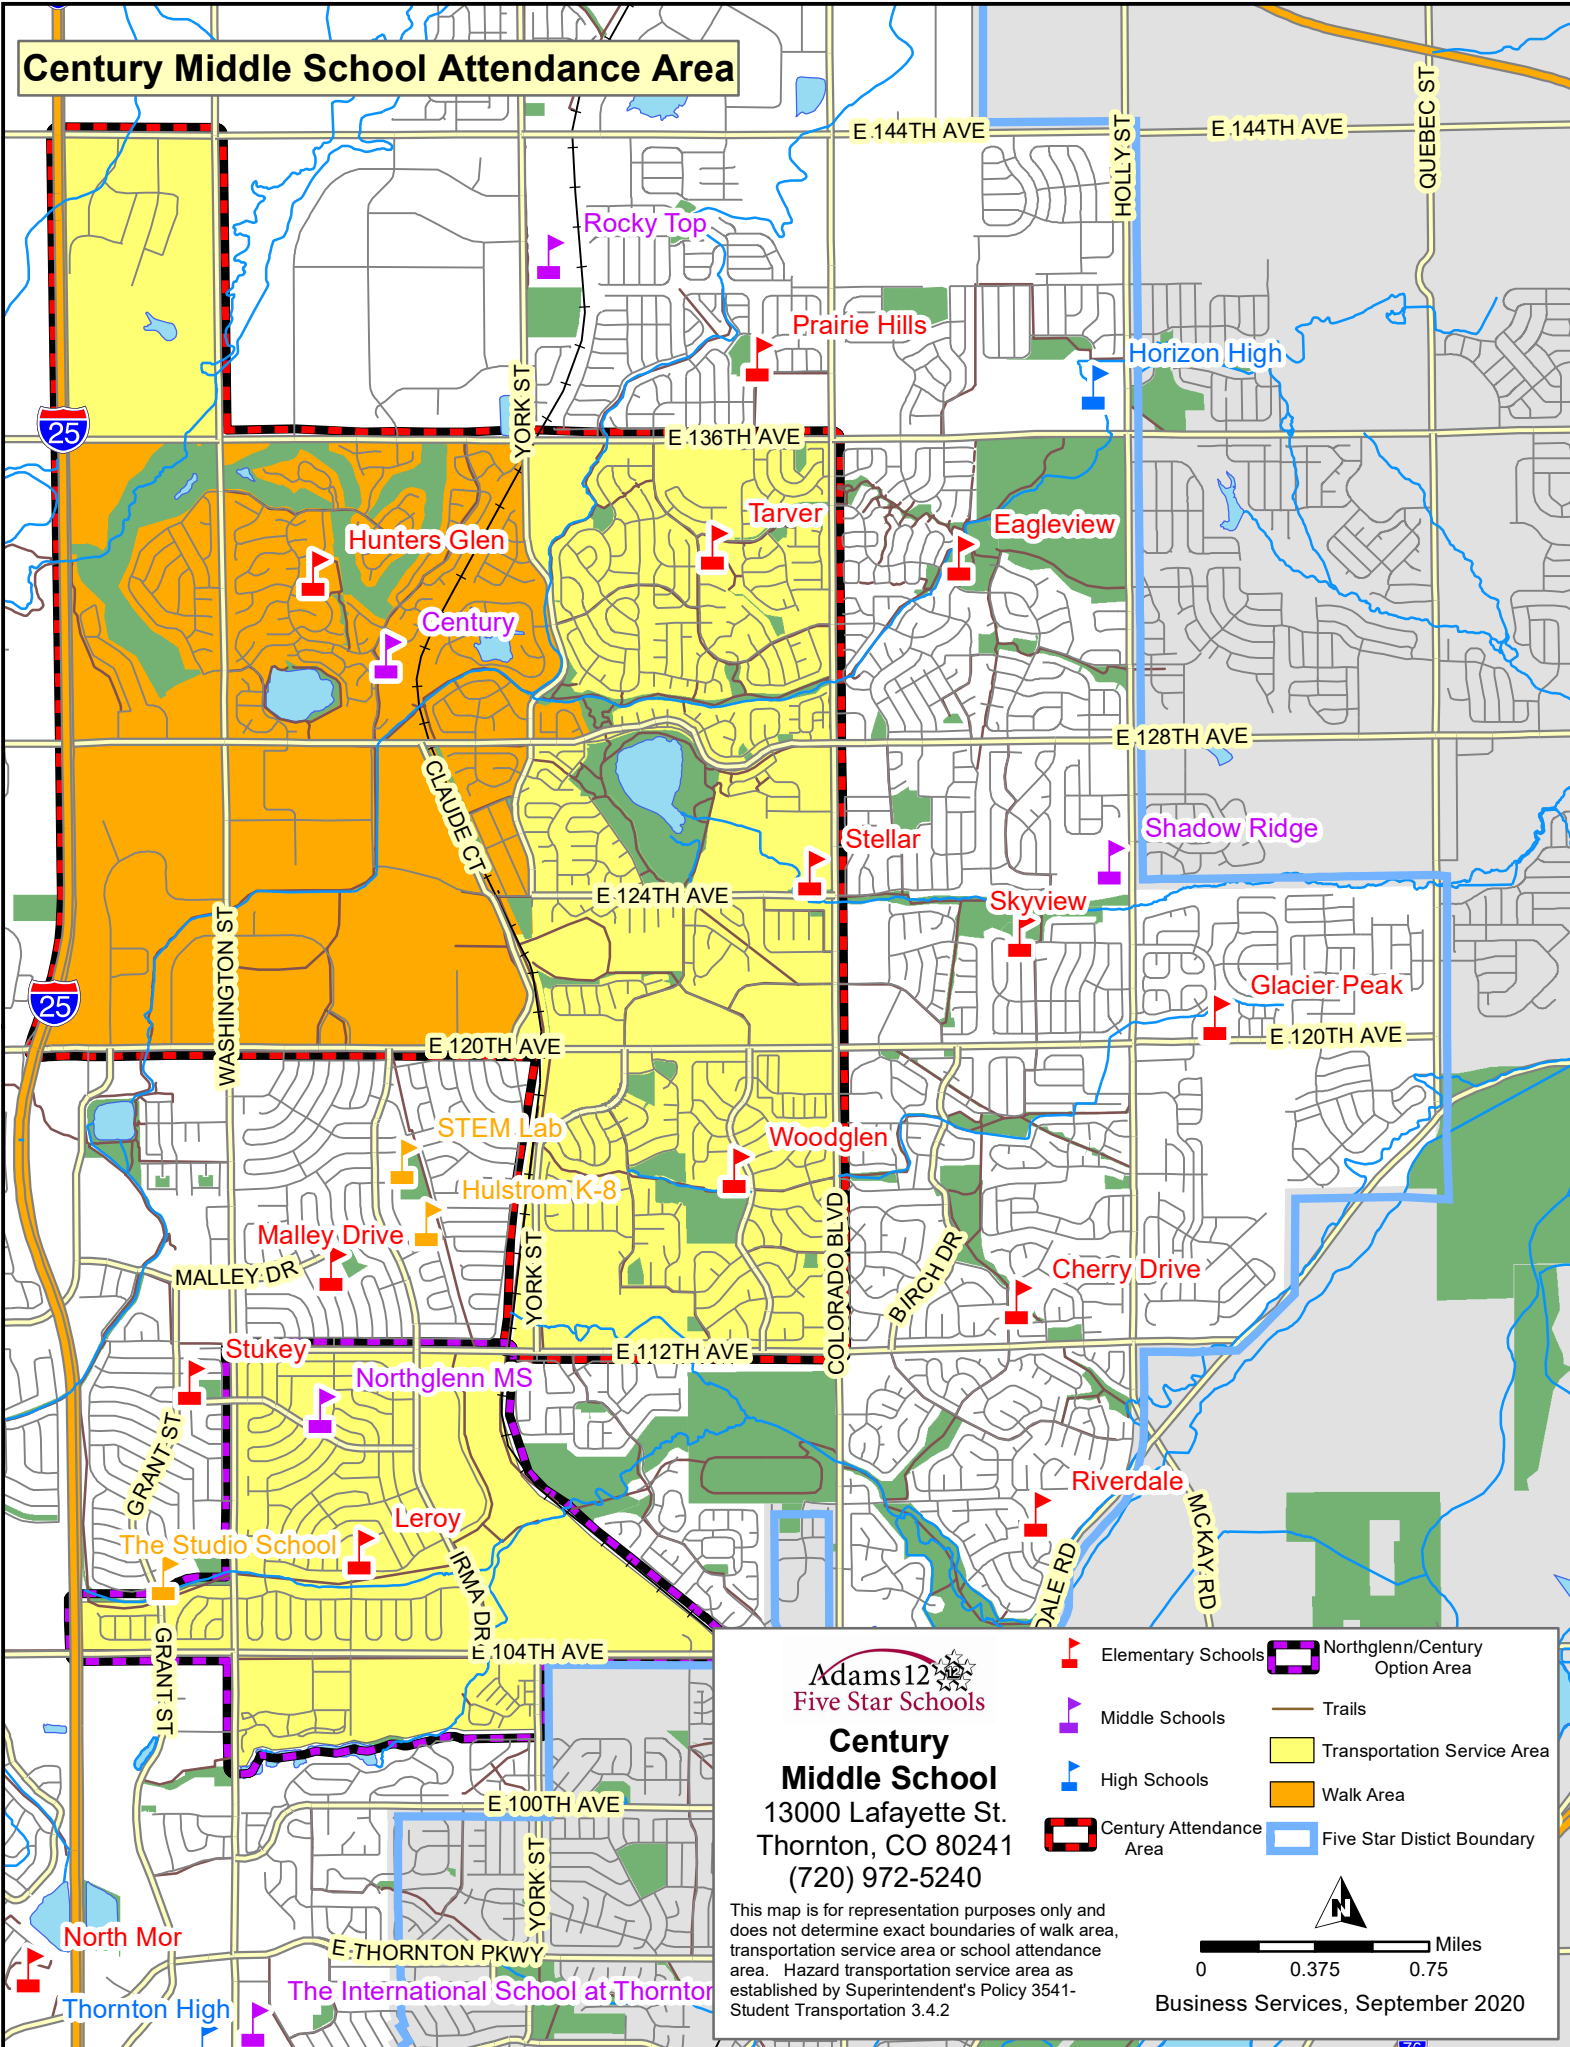 Century Middle School Attendance Area
E 144TH AVE
E 144TH AVE
HOLLY ST
QUEBEC ST
Rocky Top
Prairie Hills
Horizon High
25
YORK ST
E 136TH AVE
Tarver
Eagleview
Hunters Glen
Century
E 128TH AVE
CLAUDE CT
Stellar
Shadow Ridge
E 124TH AVE
Skyview
WASHINGTON ST
25
Glacier Peak
E 120TH AVE
E 120TH AVE
STEM Lab
Woodglen
Hulstrom K-8
Malley Drive
MALLEY DR
YORK ST
COLORADO BLVD
BIRCH DR
Cherry Drive
Stukey
E 112TH AVE
Northglenn MS
GRANT ST
Riverdale
MCKAY RD
Leroy
The Studio School
IRMA DR
DALE RD
GRANT ST
E 104TH AVE
E 100TH AVE
YORK ST
E THORNTON PKWY
North Mor
The International School at Thornton
Thornton High
76
Adams12
12
Five Star Schools
Century
Middle School
13000 Lafayette St.
Thornton, CO 80241
(720) 972-5240
This map is for representation purposes only and
does not determine exact boundaries of walk area,
transportation service area or school attendance
area. Hazard transportation service area as
established by Superintendent's Policy 3541-
Student Transportation 3.4.2
Elementary Schools
Middle Schools
High Schools
Century Attendance
Area
Northglenn/Century
Option Area
Trails
Transportation Service Area
Walk Area
Five Star Distict Boundary
N
Miles
0 0.375 0.75
Business Services, September 2020